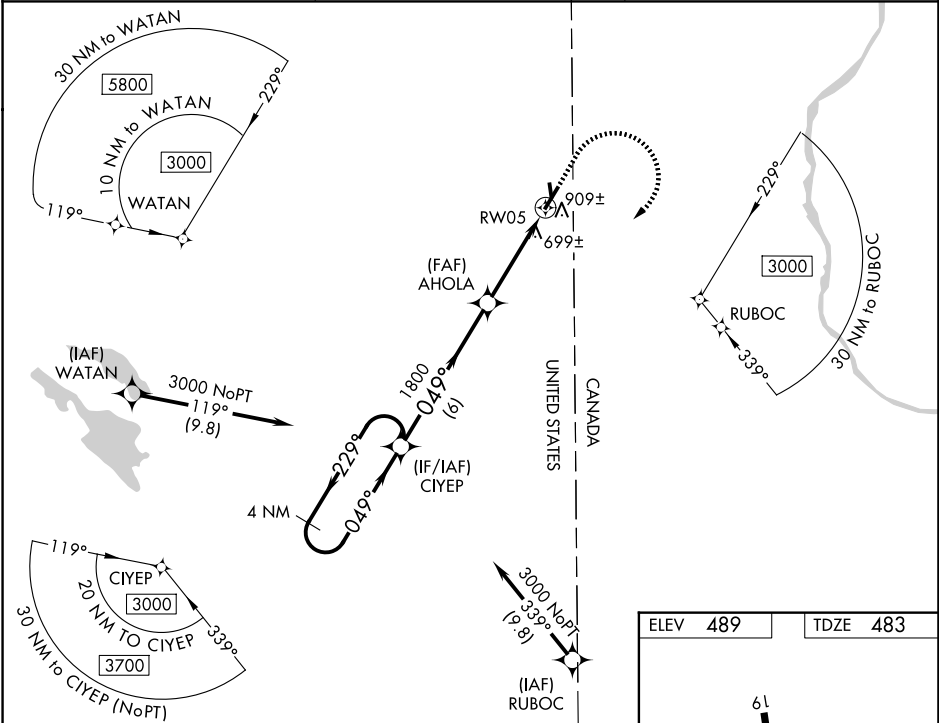 30 NM to WATAN
5800
229°
10 NM to WATAN
3000
WATAN
119°
909±
RW05
699±
(FAF)
AHOLA
229°
3000
RUBOC
339°
30 NM to RUBOC
(IAF)
WATAN
3000 NoPT
119°
(9.8)
1800
049°
(6)
UNITED STATES
CANADA
229°
049°
(IF/IAF)
CIYEP
4 NM
119°
CIYEP
3000
20 NM TO CIYEP
339°
3700
30 NM to CIYEP (NoPT)
3000 NoPT
339°
(9.8)
(IAF)
RUBOC
ELEV 489
TDZE 483
19